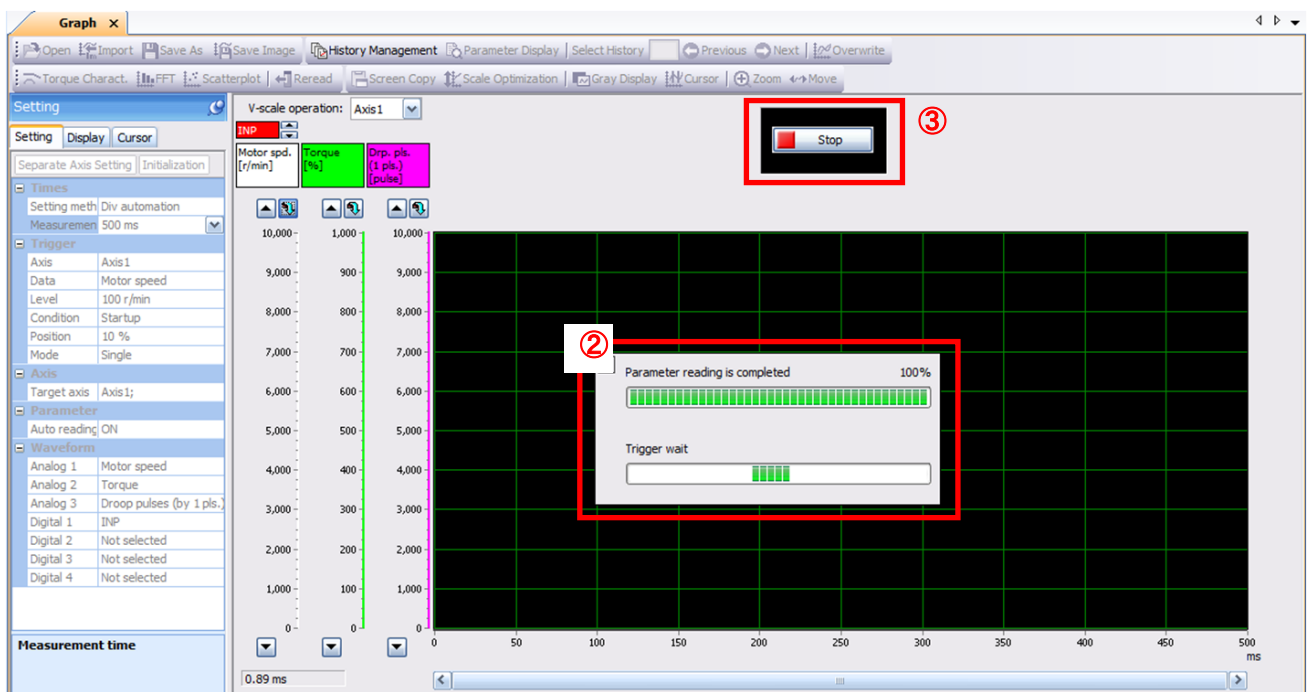 Graph
Open Import Save As Save Image History Management Parameter Display Select History Previous Next Overwrite
Torque Charact. FFT Scatterplot Reread Screen Copy Scale Optimization Gray Display Cursor Zoom Move
Setting
Setting Display Cursor
Separate Axis Setting Initialization
Times
Setting meth Div automation
Measuremen 500 ms
Trigger
Axis Axis1
Data Motor speed
Level 100 r/min
Condition Startup
Position 10 %
Mode Single
Axis
Target axis Axis1;
Parameter
Auto reading ON
Waveform
Analog 1 Motor speed
Analog 2 Torque
Analog 3 Droop pulses (by 1 pls.)
Digital 1 INP
Digital 2 Not selected
Digital 3 Not selected
Digital 4 Not selected
Measurement time
V-scale operation: Axis1
INP
Motor spd. [r/min]
Torque [%]
Drp. pls. (1 pls.) [pulse]
Stop
③
10,000 1,000 10,000
9,000 900 9,000
8,000 800 8,000
7,000 700 7,000
6,000 600 6,000
5,000 500 5,000
4,000 400 4,000
3,000 300 3,000
2,000 200 2,000
1,000 100 1,000
0 0 0
②
Parameter reading is completed 100%
Trigger wait
0 50 100 150 200 250 300 350 400 450 500
ms
0.89 ms